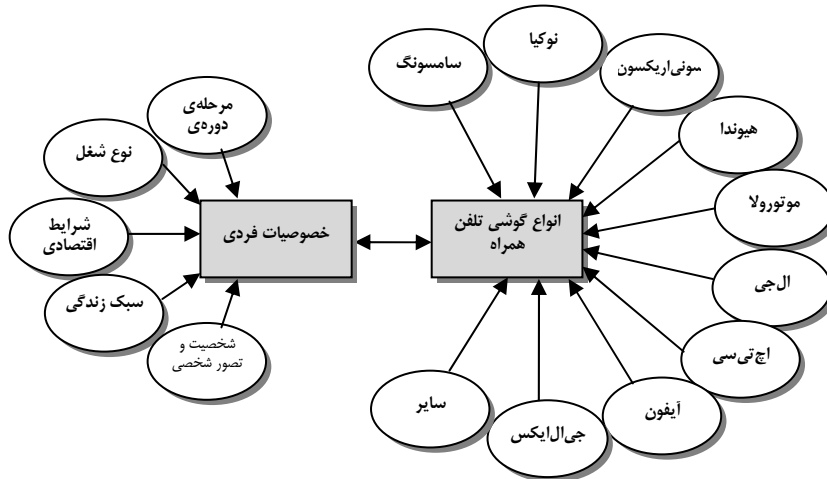 نوکیا
سامسونگ
سونی‌اریکسون
هیوندا
موتورولا
ال‌جی
اچ‌تی‌سی
آیفون
جی‌ال‌ایکس
سایر
انواع گوشی تلفن
همراه
خصوصیات فردی
مرحله‌ی
دوره‌ی
نوع شغل
شرایط
اقتصادی
سبک زندگی
شخصیت و
تصور شخصی